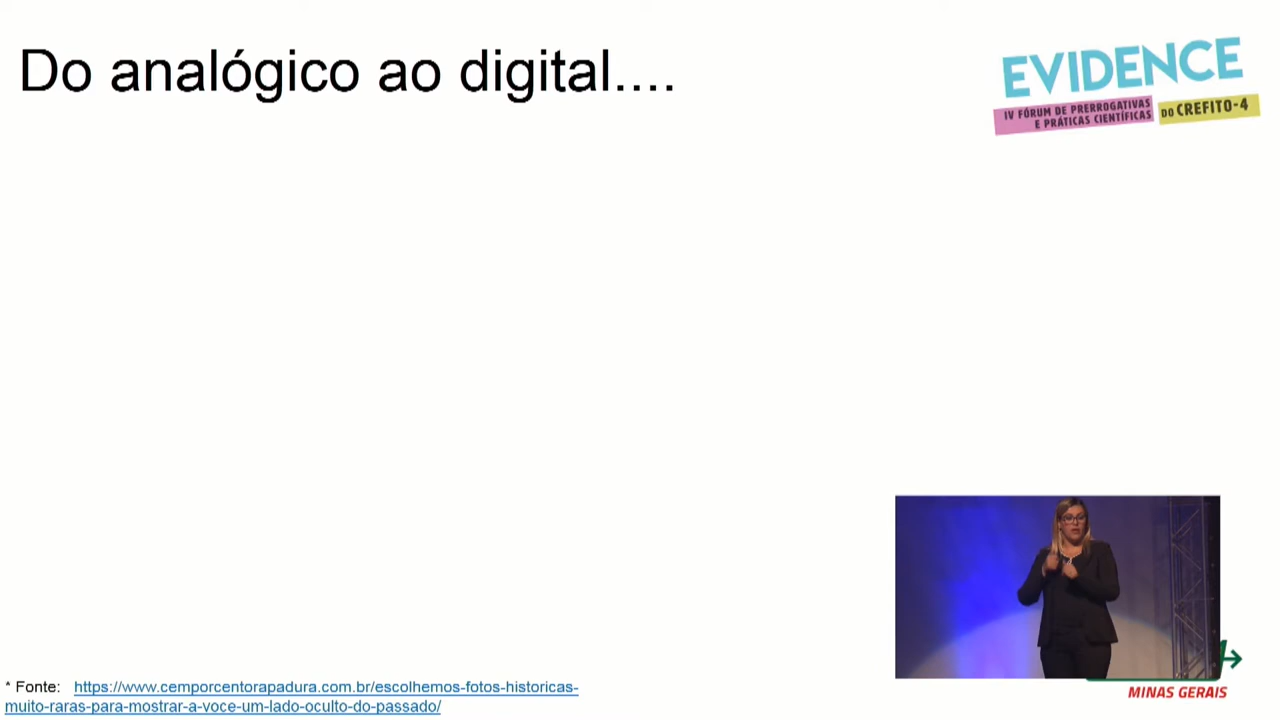 Do analógico ao digital....
EVIDENCE
IV FÓRUM DE PRERROGATIVAS
E PRÁTICAS CIENTÍFICAS
DO CREFITO-4
* Fonte: https://www.cemporcentorapadura.com.br/escolhemos-fotos-historicas-
muito-raras-para-mostrar-a-voce-um-lado-oculto-do-passado/
MINAS GERAIS